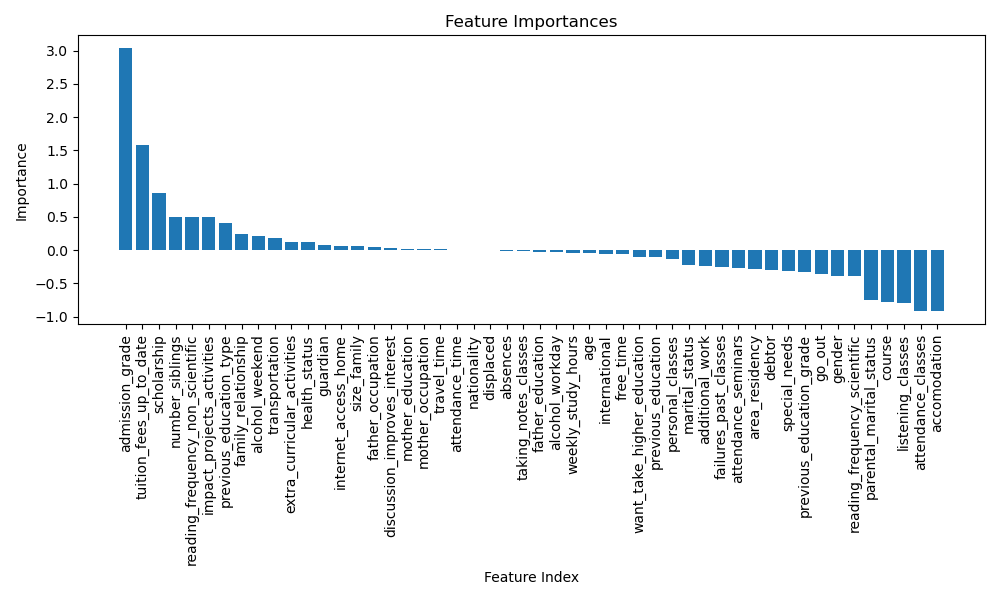 Feature Importances
Importance
3.0
2.5
2.0
1.5
1.0
0.5
0.0
−0.5
−1.0
admission_grade
tuition_fees_up_to_date
scholarship
number_siblings
reading_frequency_non_scientific
impact_projects_activities
previous_education_type
family_relationship
alcohol_weekend
transportation
extra_curricular_activities
health_status
guardian
internet_access_home
size_family
father_occupation
discussion_improves_interest
mother_education
mother_occupation
travel_time
attendance_time
nationality
displaced
absences
taking_notes_classes
father_education
alcohol_workday
weekly_study_hours
age
international
free_time
want_take_higher_education
previous_education
personal_classes
marital_status
additional_work
failures_past_classes
attendance_seminars
area_residency
debtor
special_needs
previous_education_grade
go_out
gender
reading_frequency_scientific
parental_marital_status
course
listening_classes
attendance_classes
accomodation
Feature Index